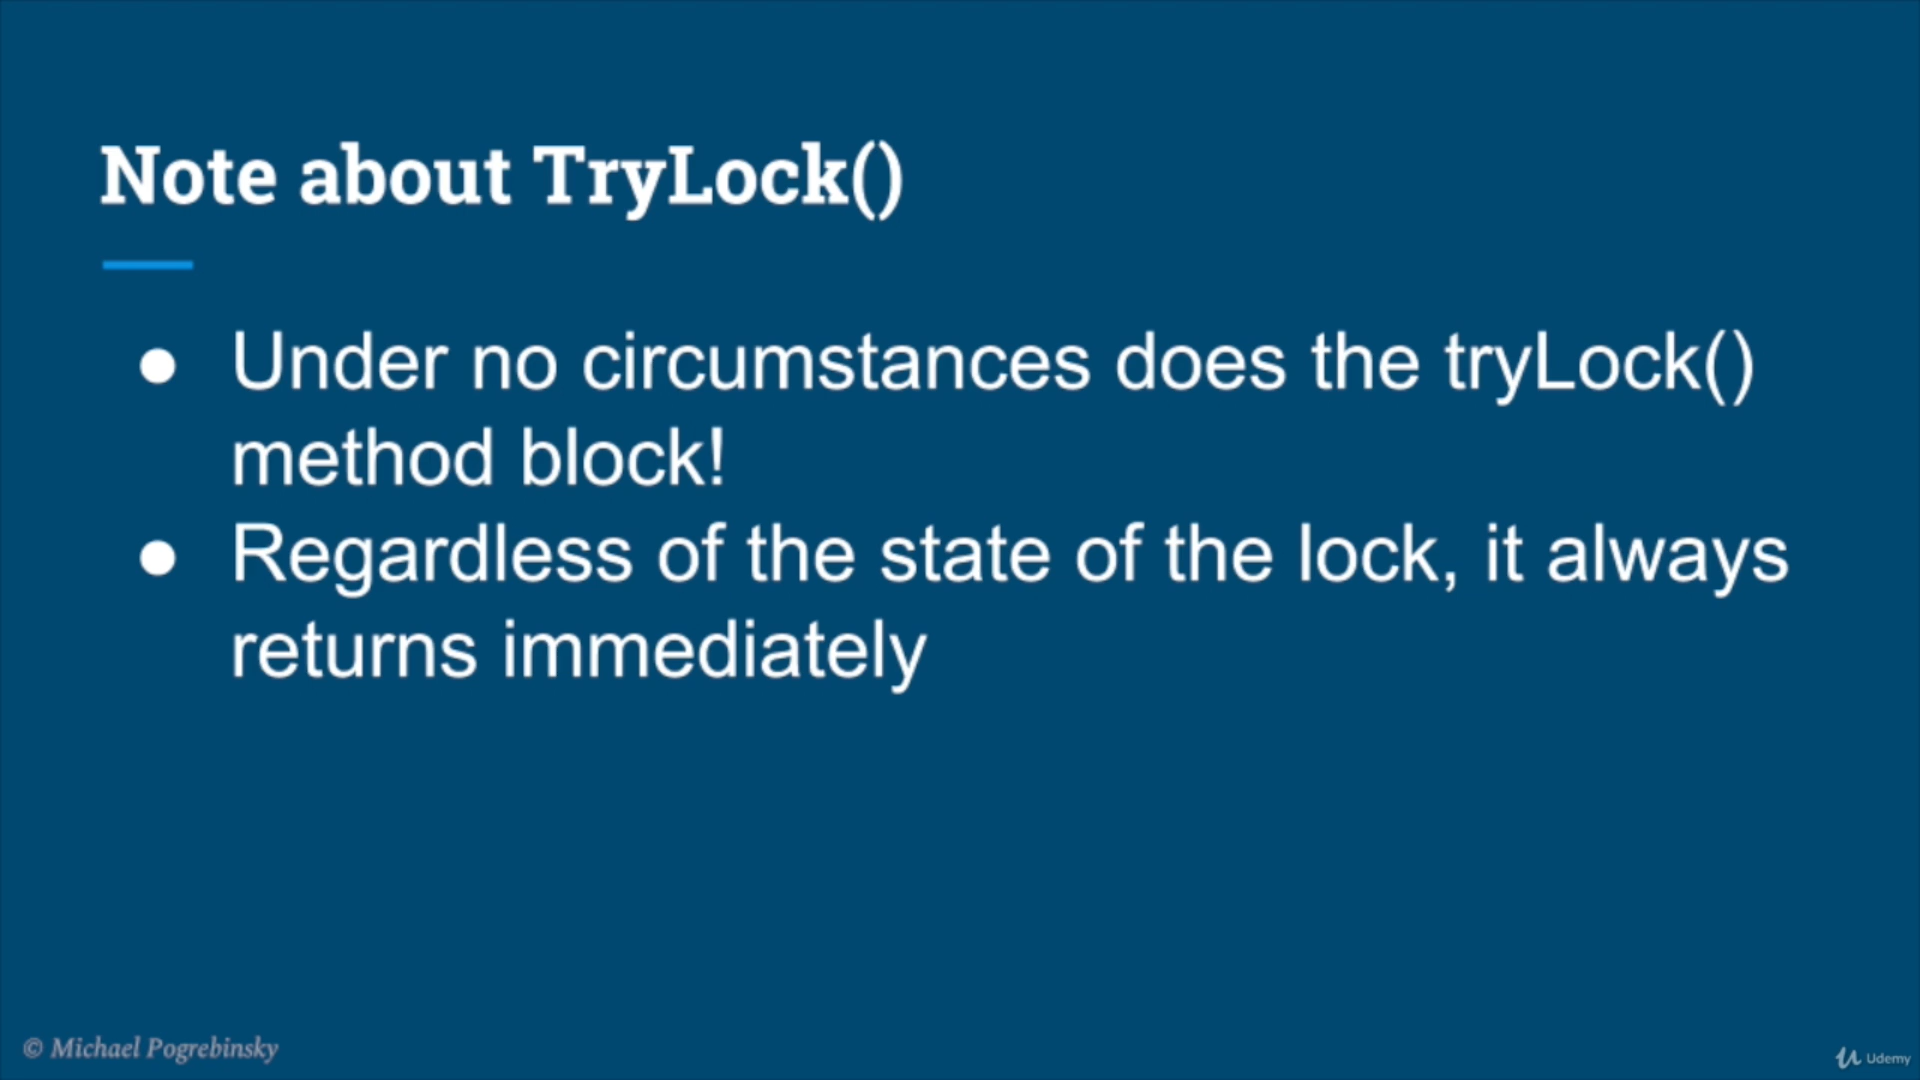 Note about TryLock()
● Under no circumstances does the tryLock()
method block!
● Regardless of the state of the lock, it always
returns immediately
© Michael Pogrebinsky
Udemy